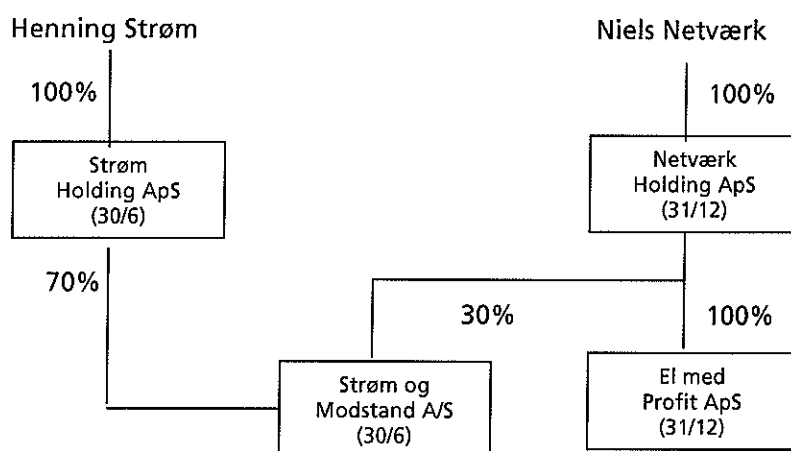 Henning Strøm
Niels Netværk
100%
100%
Strøm
Holding ApS
(30/6)
Netværk
Holding ApS
(31/12)
70%
30%
100%
Strøm og
Modstand A/S
(30/6)
El med
Profit ApS
(31/12)